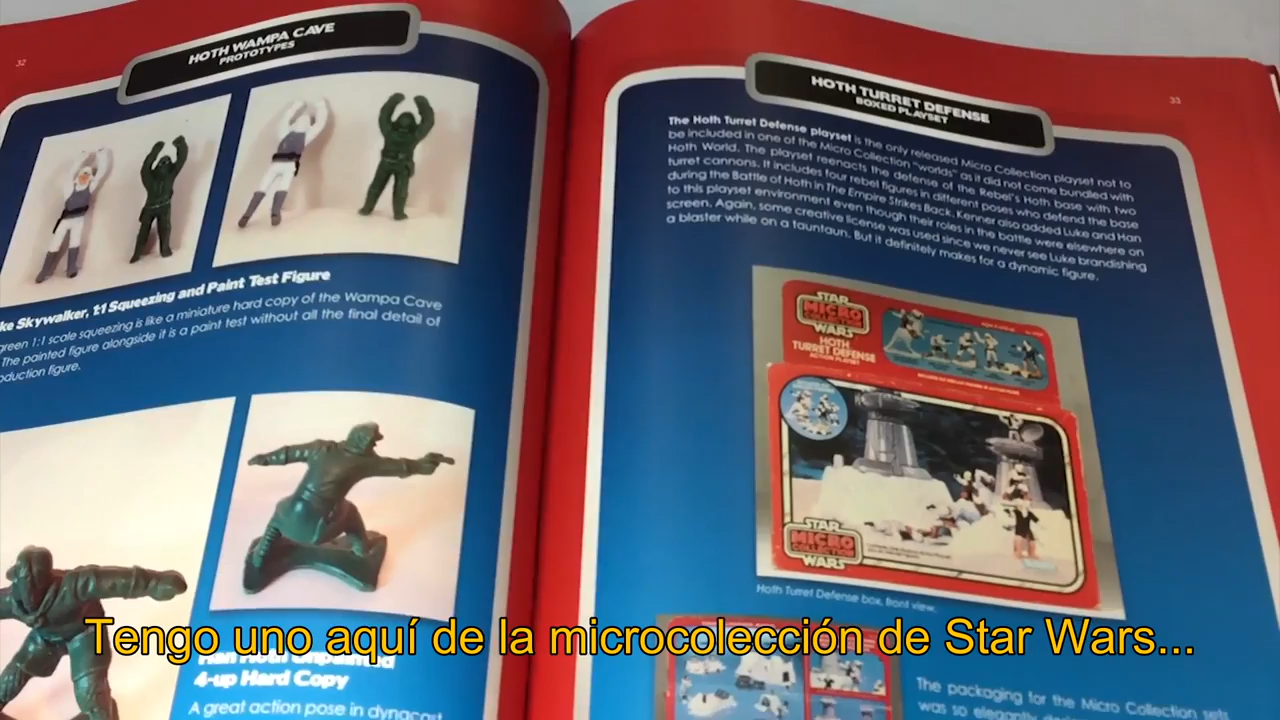 32
HOTH WAMPA CAVE
PROTOTYPES
ke Skywalker, 1:1 Squeezing and Paint Test Figure
green 1:1 scale squeezing is like a miniature hard copy of the Wampa Cave
The painted figure alongside it is a paint test without all the final detail of
oduction figure.
Han Hoth Unpainted
4-up Hard Copy
A great action pose in dynacast
33
HOTH TURRET DEFENSE
BOXED PLAYSET
The Hoth Turret Defense playset is the only released Micro Collection playset not to
be included in one of the Micro Collection "worlds" as it did not come bundled with
Hoth World. The playset reenacts the defense of the Rebel's Hoth base with two
turret cannons. It includes four rebel figures in different poses who defend the base
during the Battle of Hoth in The Empire Strikes Back. Kenner also added Luke and Han
to this playset environment even though their roles in the battle were elsewhere on
screen. Again, some creative license was used since we never see Luke brandishing
a blaster while on a tauntaun. But it definitely makes for a dynamic figure.
STAR
MICRO
COLLECTION
WARS
HOTH
TURRET DEFENSE
ACTION PLAYSET
STAR
MICRO
COLLECTION
WARS
Hoth Turret Defense box, front view.
The packaging for the Micro Collection sets
was so elegantly
Tengo uno aquí de la microcolección de Star Wars...